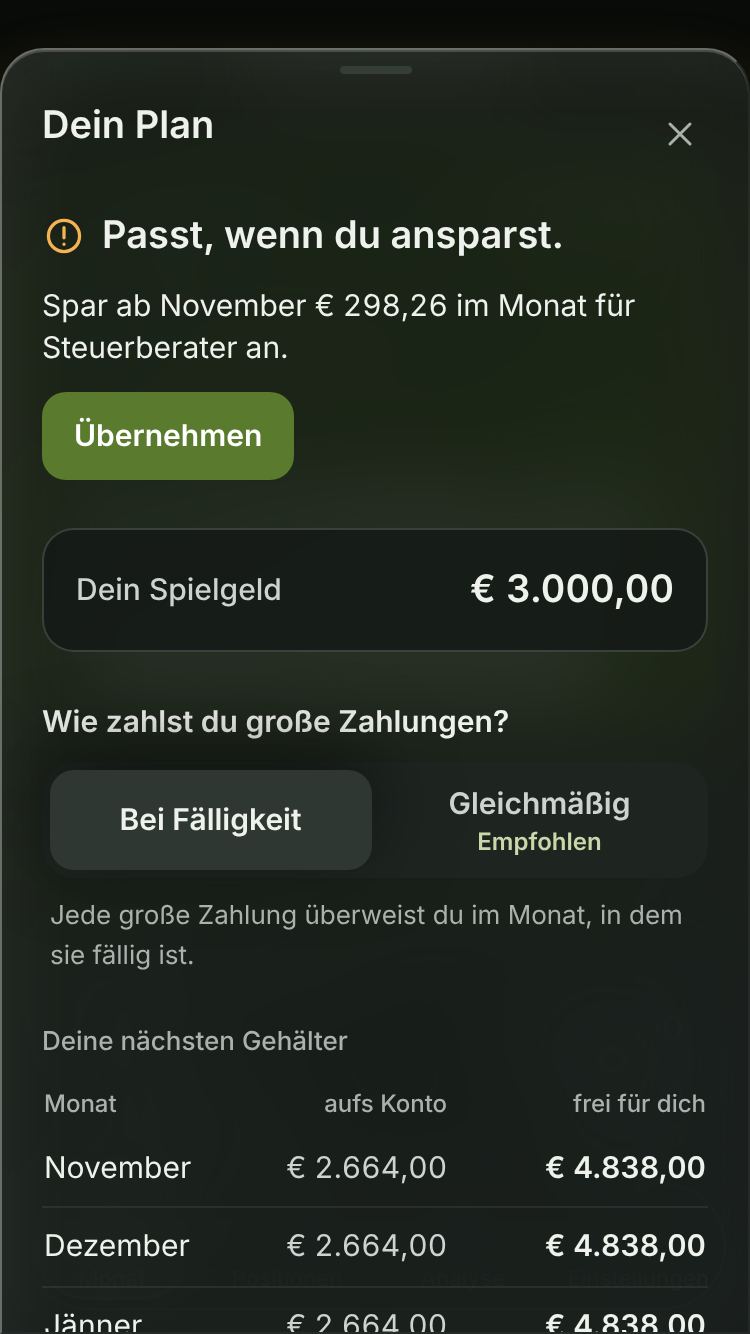 Dein Plan
Passt, wenn du ansparst.
Spar ab November € 298,26 im Monat für
Steuerberater an.
Übernehmen
Dein Spielgeld € 3.000,00
Wie zahlst du große Zahlungen?
Bei Fälligkeit
Gleichmäßig
Empfohlen
Jede große Zahlung überweist du im Monat, in dem
sie fällig ist.
Deine nächsten Gehälter
Monat aufs Konto frei für dich
November € 2.664,00 € 4.838,00
Dezember € 2.664,00 € 4.838,00
Jänner € 2.664,00 € 4.838,00